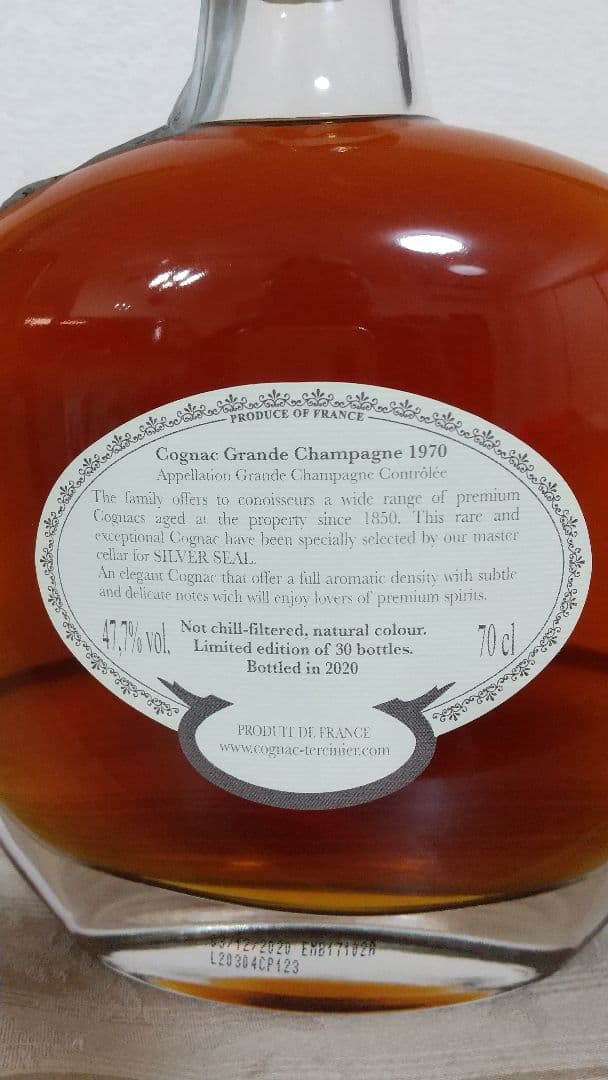 PRODUCE OF FRANCE
Cognac Grande Champagne 1970
Appellation Grande Champagne Contrôlée
The family offers to conoisseurs a wide range of premium
Cognacs aged at the property since 1850. This rare and
exceptional Cognac have been specially selected by our master
cellar for SILVER SEAL.
An elegant Cognac that offer a full aromatic density with subtle
and delicate notes wich will enjoy lovers of premium spirits.
47,7% vol.
Not chill-filtered, natural colour.
Limited edition of 30 bottles.
Bottled in 2020
70 cl
PRODUIT DE FRANCE
www.cognac-tercinier.com
03/12/2020 EMB17102A
L20304CP123